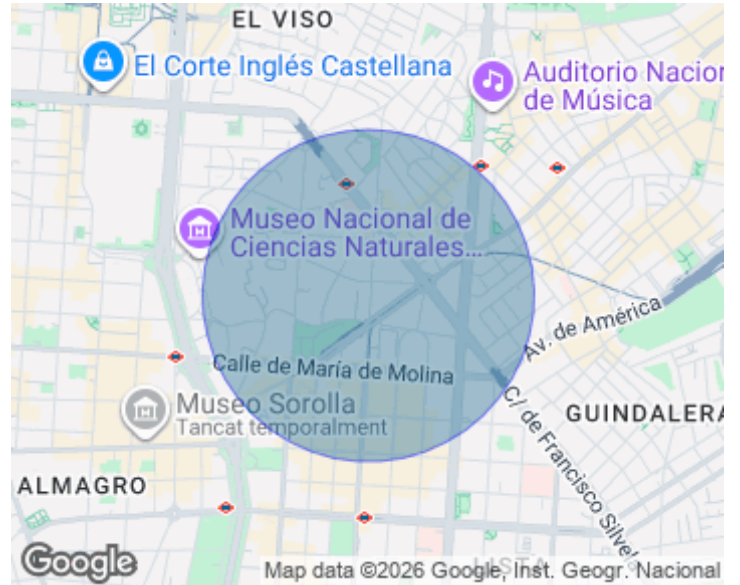 EL VISO
El Corte Inglés Castellana
Auditorio Nacion
de Música
Museo Nacional de
Ciencias Naturales...
Av. de América
Calle de María de Molina
Museo Sorolla
Tancat temporalment
C/ de Francisco Silvel
GUINDALERA
ALMAGRO
Google
Map data ©2026 Google, Inst. Geogr. Nacional